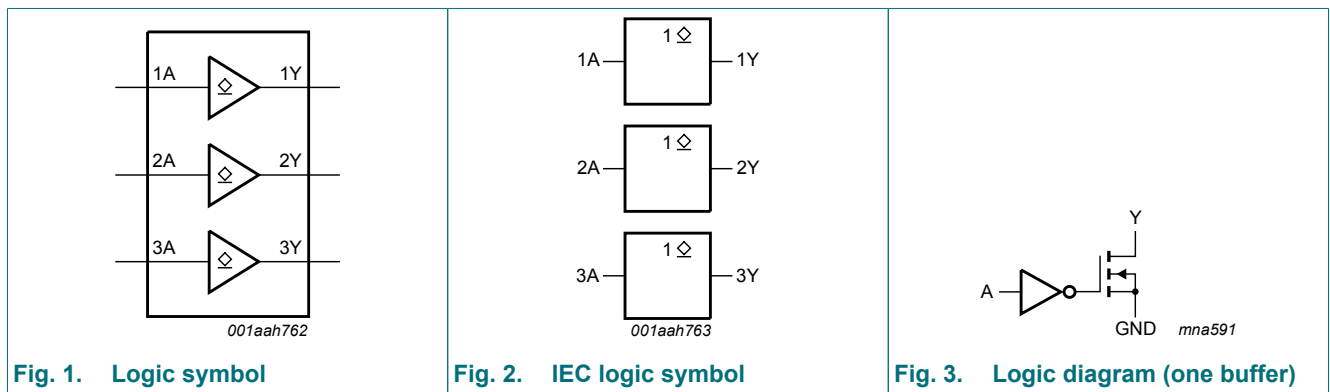 1A 1Y
2A 2Y
3A 3Y
001aah762
Fig. 1. Logic symbol
1
1A 1Y
1
2A 2Y
1
3A 3Y
001aah763
Fig. 2. IEC logic symbol
Y
A
GND mna591
Fig. 3. Logic diagram (one buffer)